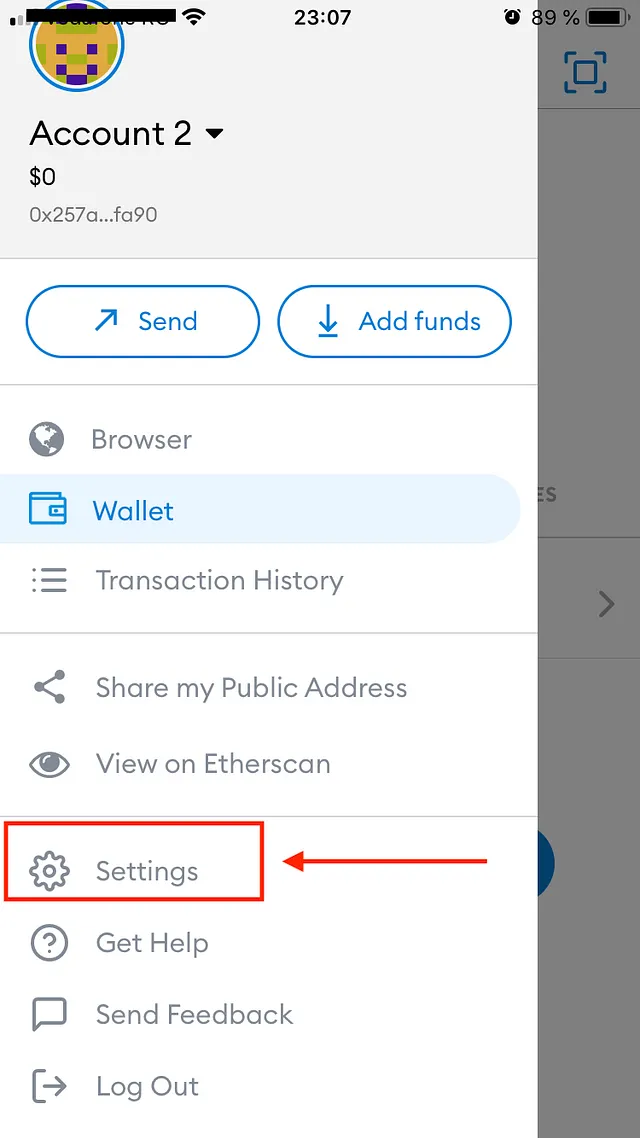 23:07
89 %
Account 2
$0
0x257a...fa90
Send
Add funds
Browser
Wallet
ES
Transaction History
Share my Public Address
View on Etherscan
Settings
Get Help
Send Feedback
Log Out